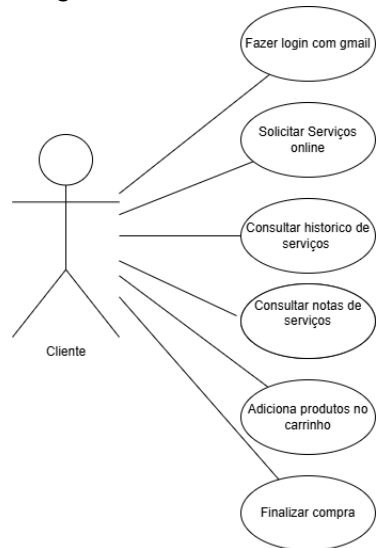 Fazer login com gmail
Solicitar Serviços
online
Consultar historico de
serviços
Consultar notas de
serviços
Cliente
Adiciona produtos no
carrinho
Finalizar compra